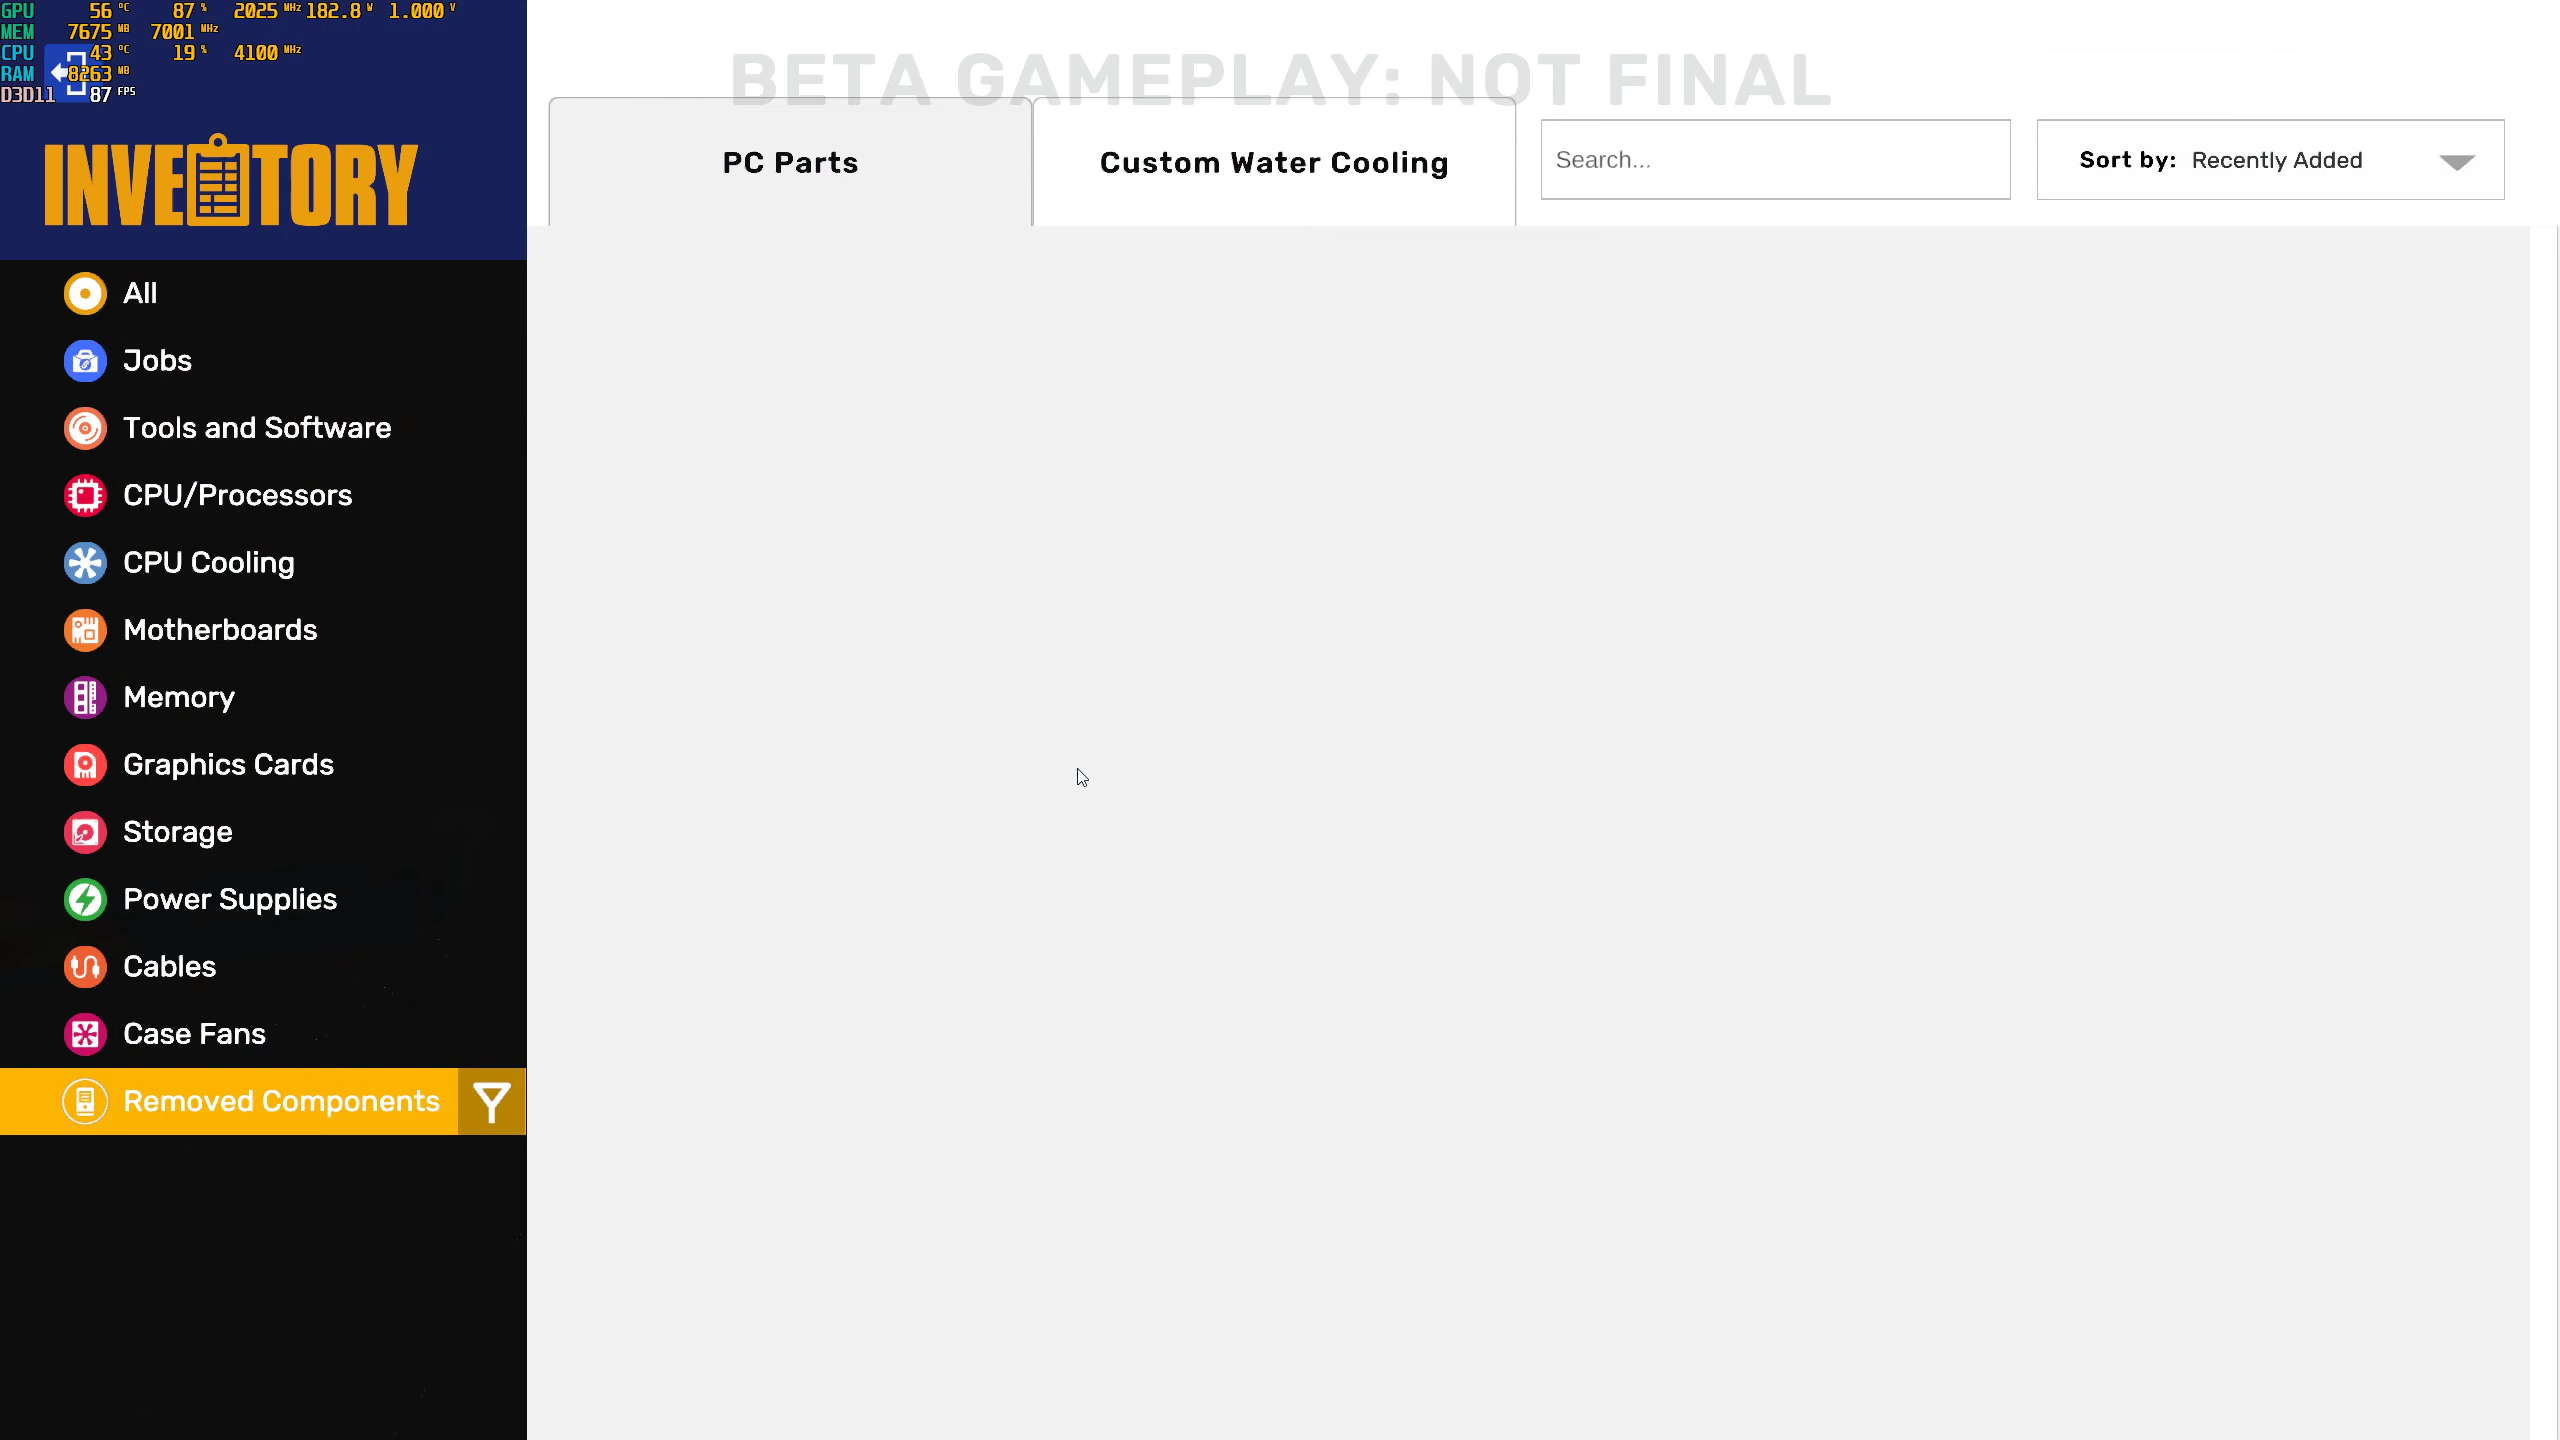 GPU 56 °C 87 % 2025 MHz 182.8 W 1.000 V
MEM 7675 MB 7001 MHz
CPU 43 °C 19 % 4100 MHz
RAM 8263 MB
D3D11 87 FPS
BETA GAMEPLAY: NOT FINAL
INVENTORY
PC Parts
Custom Water Cooling
Search...
Sort by: Recently Added
All
Jobs
Tools and Software
CPU/Processors
CPU Cooling
Motherboards
Memory
Graphics Cards
Storage
Power Supplies
Cables
Case Fans
Removed Components